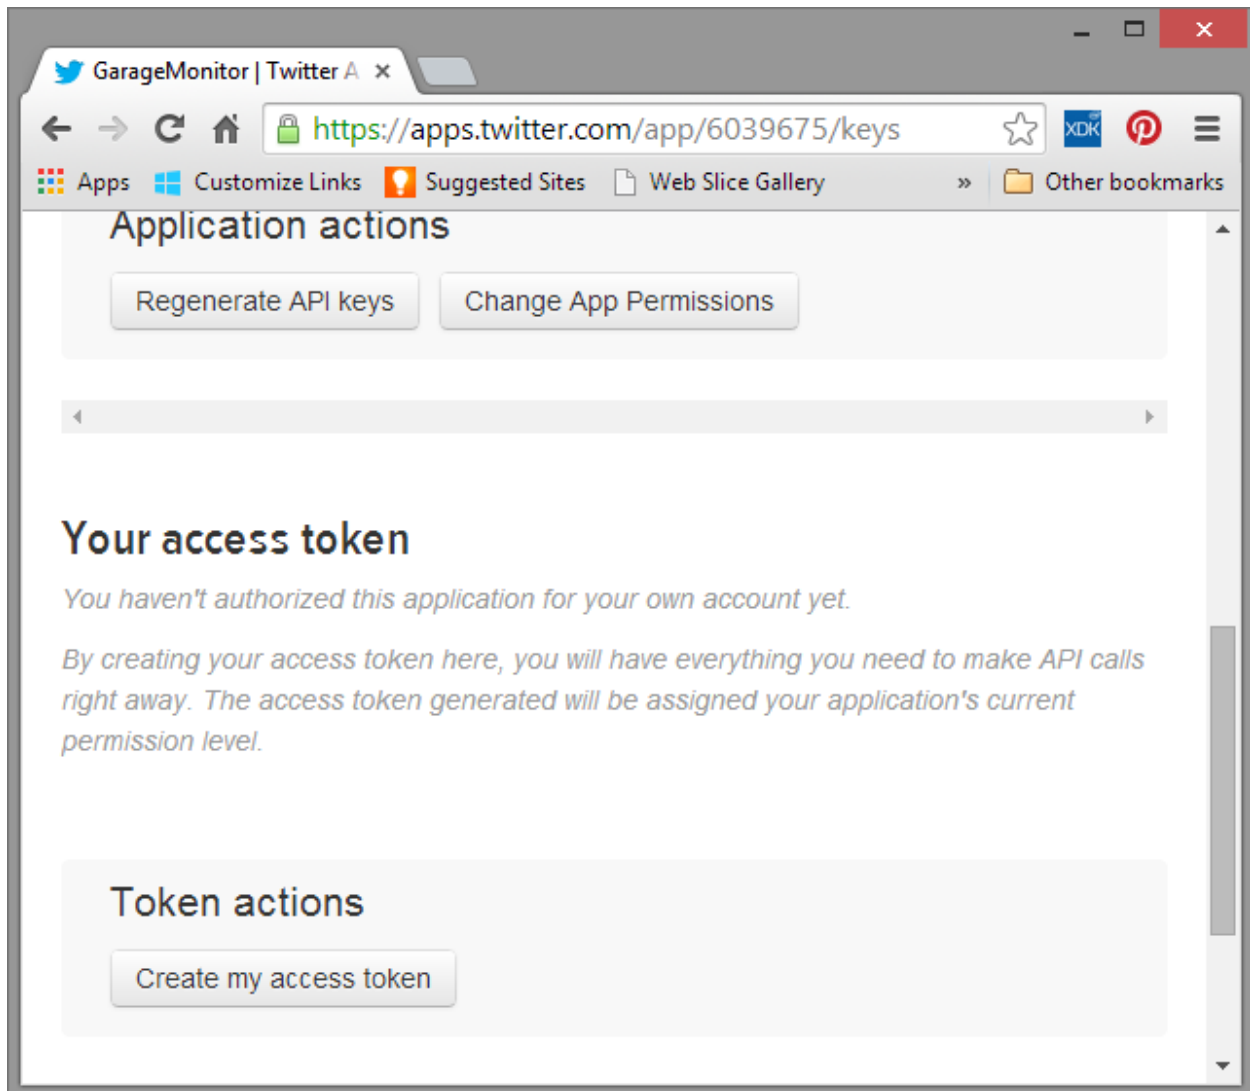 GarageMonitor | Twitter A
https://apps.twitter.com/app/6039675/keys
XDK
Apps Customize Links Suggested Sites Web Slice Gallery » Other bookmarks
Application actions
Regenerate API keys Change App Permissions
Your access token
You haven't authorized this application for your own account yet.
By creating your access token here, you will have everything you need to make API calls
right away. The access token generated will be assigned your application's current
permission level.
Token actions
Create my access token